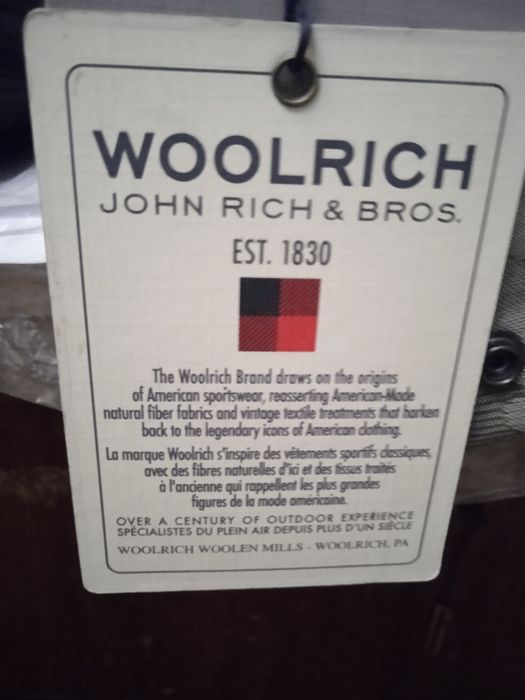 WOOLRICH
JOHN RICH & BROS.
EST. 1830
The Woolrich Brand draws on the origins
of American sportswear, reasserting American-Made
natural fiber fabrics and vintage textile treatments that harken
back to the legendary icons of American clothing.
La marque Woolrich s'inspire des vêtements sportifs classiques,
avec des fibres naturelles d'ici et des tissus traités
à l'ancienne qui rappellent les plus grandes
figures de la mode américaine.
OVER A CENTURY OF OUTDOOR EXPERIENCE
SPÉCIALISTES DU PLEIN AIR DEPUIS PLUS D'UN SIÈCLE
WOOLRICH WOOLEN MILLS - WOOLRICH, PA